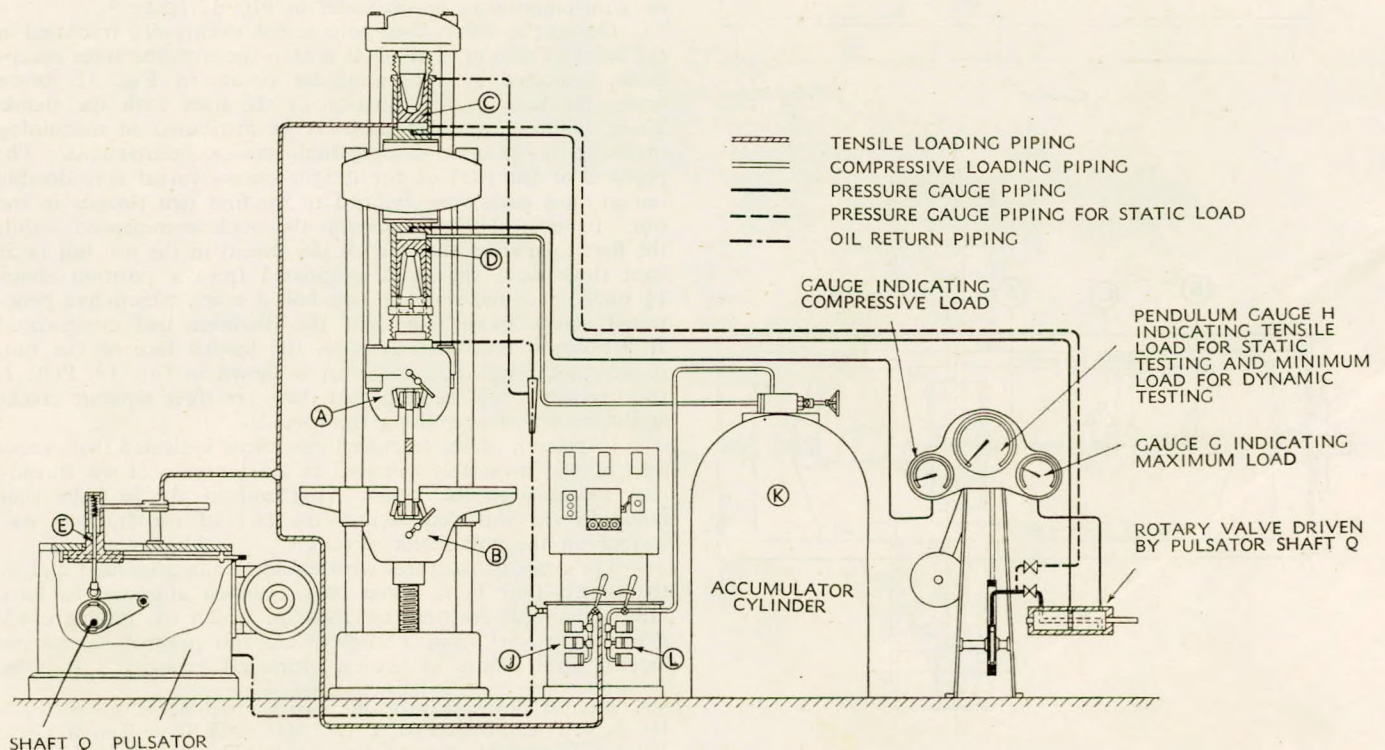 C
D
A
B
E
J
L
K
TENSILE LOADING PIPING
COMPRESSIVE LOADING PIPING
PRESSURE GAUGE PIPING
PRESSURE GAUGE PIPING FOR STATIC LOAD
OIL RETURN PIPING
GAUGE INDICATING
COMPRESSIVE LOAD
PENDULUM GAUGE H
INDICATING TENSILE
LOAD FOR STATIC
TESTING AND MINIMUM
LOAD FOR DYNAMIC
TESTING
GAUGE G INDICATING
MAXIMUM LOAD
ROTARY VALVE DRIVEN
BY PULSATOR SHAFT Q
ACCUMULATOR
CYLINDER
SHAFT Q PULSATOR